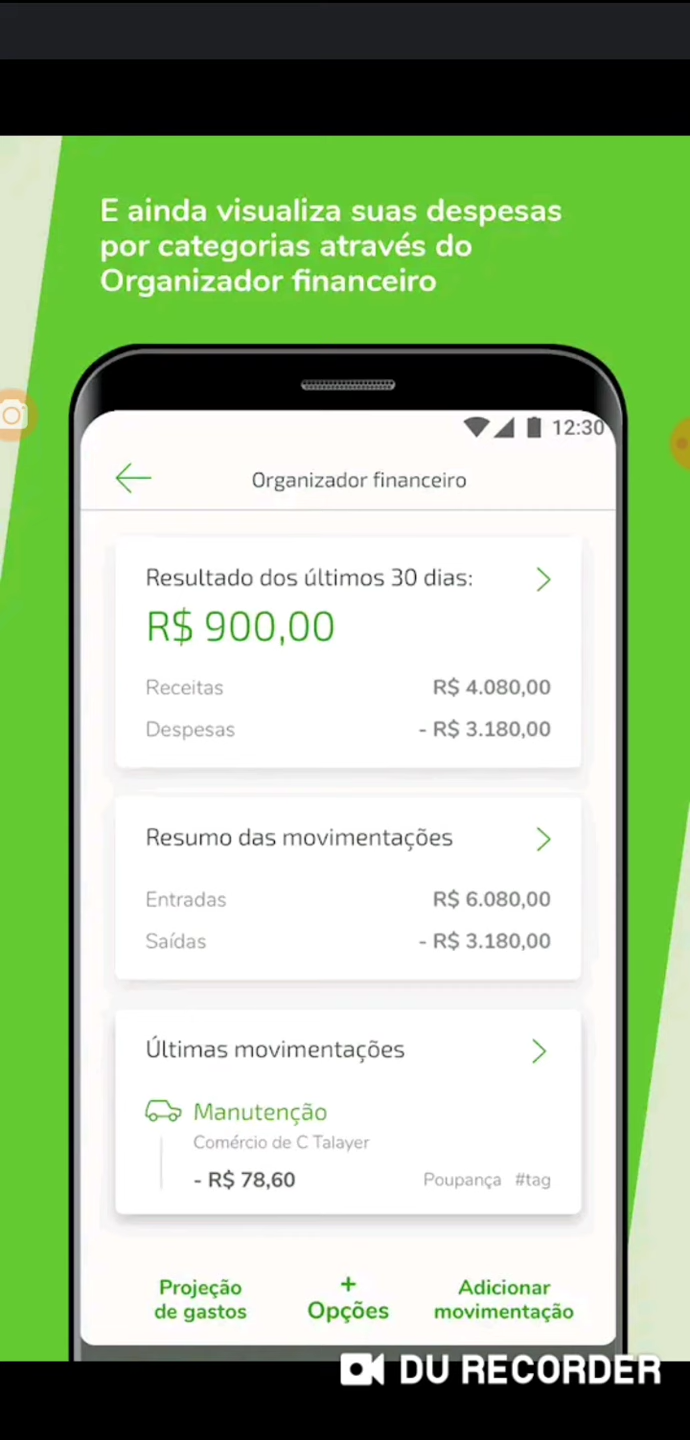 E ainda visualiza suas despesas
por categorias através do
Organizador financeiro
12:30
Organizador financeiro
Resultado dos últimos 30 dias:
R$ 900,00
Receitas R$ 4.080,00
Despesas - R$ 3.180,00
Resumo das movimentações
Entradas R$ 6.080,00
Saídas - R$ 3.180,00
Últimas movimentações
Manutenção
Comércio de C Talayer
- R$ 78,60 Poupança #tag
Projeção
de gastos
+
Opções
Adicionar
movimentação
DU RECORDER